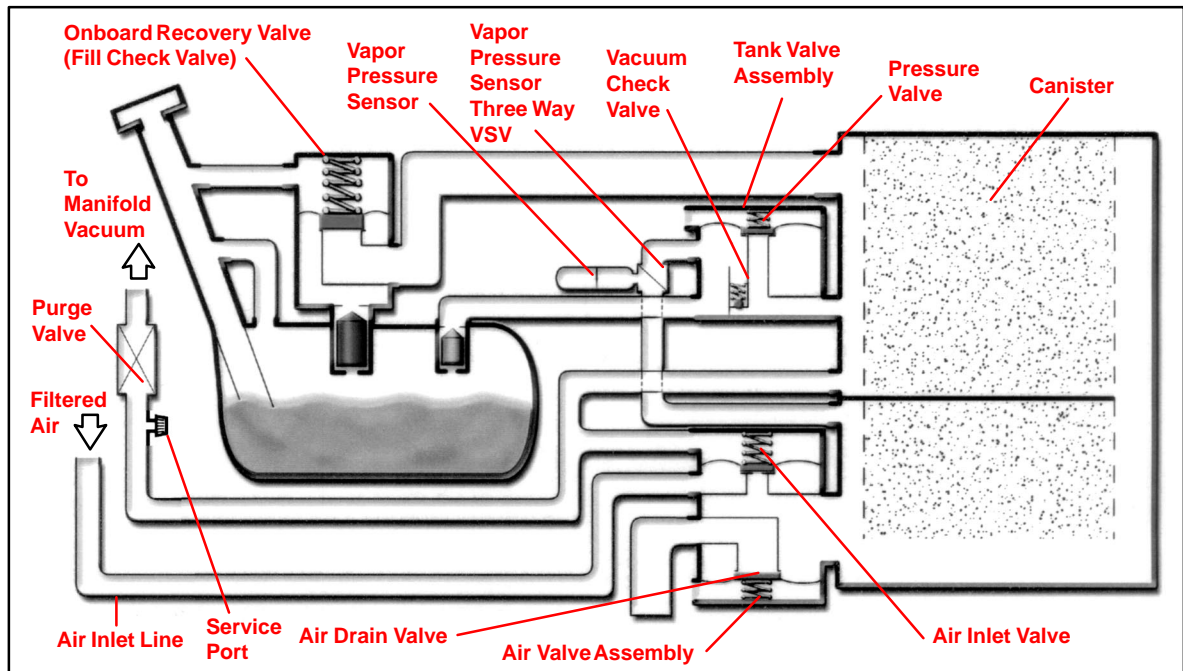 Onboard Recovery Valve
(Fill Check Valve)
Vapor
Pressure
Sensor
Vapor
Pressure
Sensor
Three Way
VSV
Vacuum
Check
Valve
Tank Valve
Assembly
Pressure
Valve
Canister
To
Manifold
Vacuum
Purge
Valve
Filtered
Air
Air Inlet Line
Service
Port
Air Drain Valve
Air Valve Assembly
Air Inlet Valve